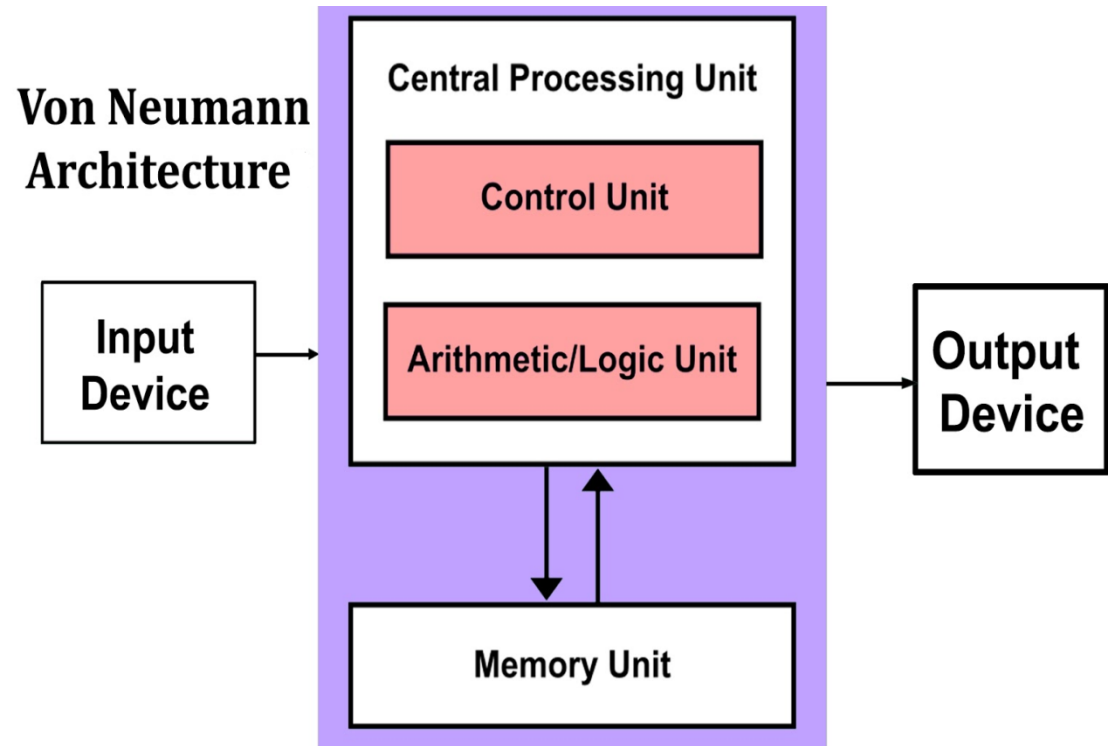 Von Neumann
Architecture
Central Processing Unit
Control Unit
Arithmetic/Logic Unit
Input
Device
Output
Device
Memory Unit